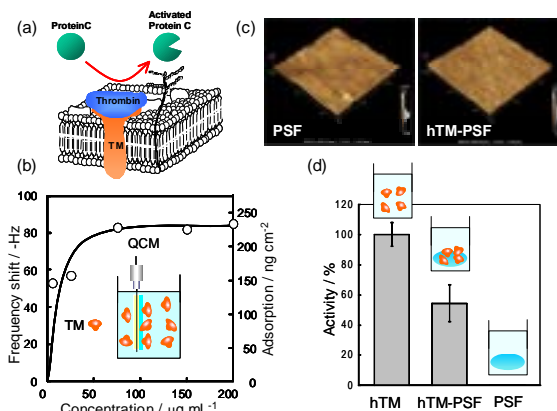 (a)
ProteinC
Activated
Protein C
Thrombin
TM
(b)
100
80
60
40
20
0
Frequency shift / -Hz
QCM
TM
250
200
150
100
50
0
Adsorption / ng cm-2
0
50
100
150
200
Concentration / μg ml-1
(c)
PSF
hTM-PSF
(d)
120
100
80
60
40
20
0
Activity / %
hTM
hTM-PSF
PSF